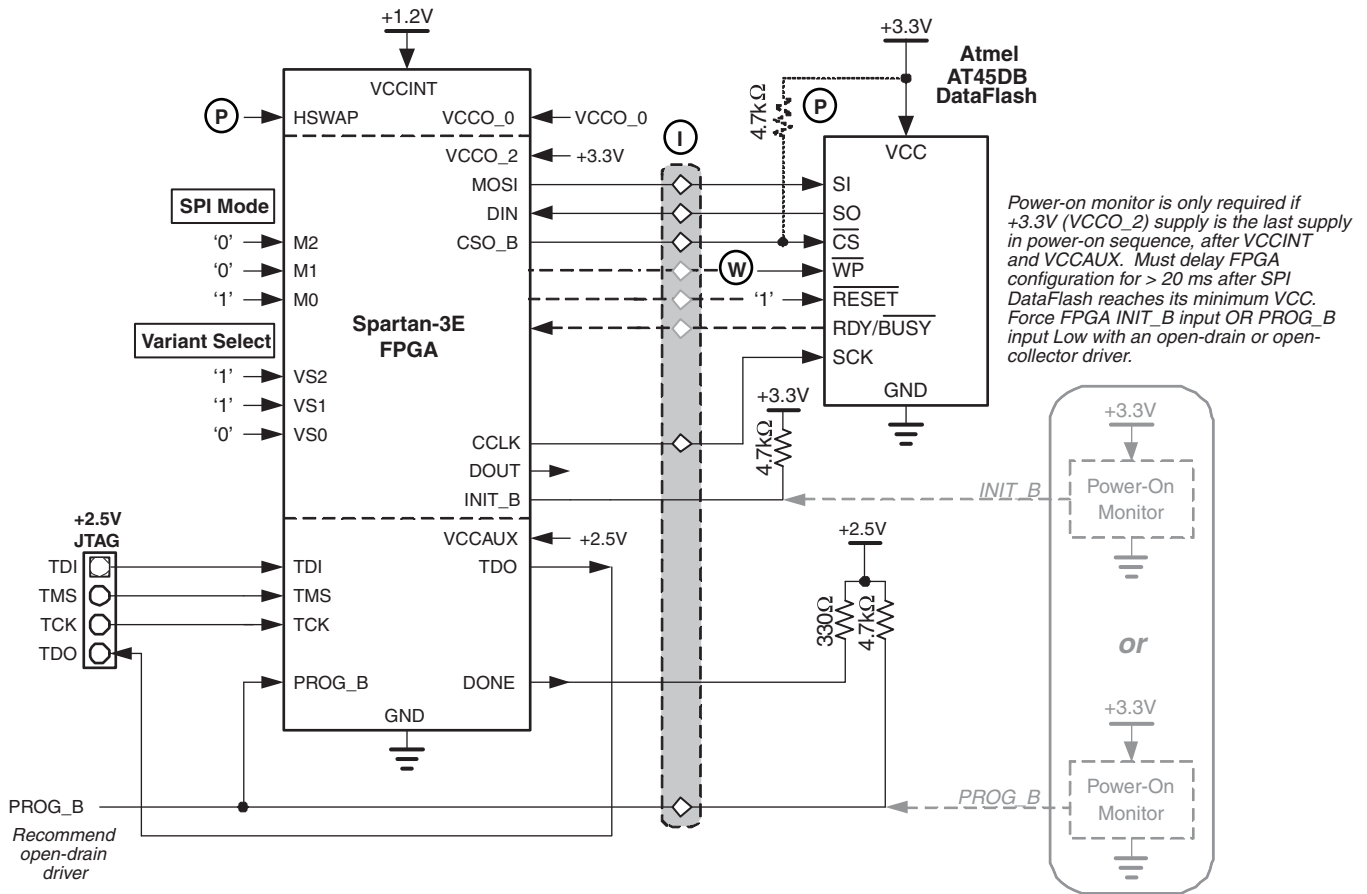 +1.2V
+3.3V
Atmel
AT45DB
DataFlash
VCCINT
P
HSWAP
VCCO_0
VCCO_0
4.7kΩ
P
I
VCC
VCCO_2
+3.3V
MOSI
SI
SPI Mode
DIN
SO
'0'
M2
CSO_B
CS
'0'
M1
W
WP
'1'
M0
'1'
RESET
Spartan-3E
FPGA
RDY/BUSY
Variant Select
SCK
'1'
VS2
'1'
VS1
'0'
VS0
GND
Power-on monitor is only required if
+3.3V (VCCO_2) supply is the last supply
in power-on sequence, after VCCINT
and VCCAUX. Must delay FPGA
configuration for > 20 ms after SPI
DataFlash reaches its minimum VCC.
Force FPGA INIT_B input OR PROG_B
input Low with an open-drain or open-
collector driver.
+3.3V
4.7kΩ
CCLK
DOUT
INIT_B
INIT_B
+3.3V
Power-On
Monitor
+2.5V
JTAG
VCCAUX
+2.5V
+2.5V
TDI
TDI
TDO
TMS
TMS
TCK
TCK
TDO
330Ω
4.7kΩ
or
PROG_B
DONE
GND
+3.3V
Power-On
Monitor
PROG_B
PROG_B
Recommend
open-drain
driver